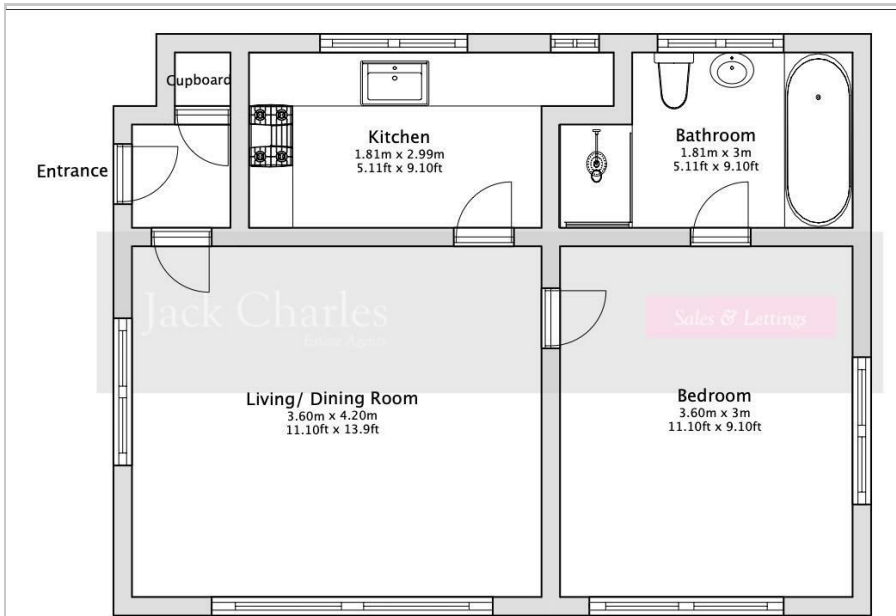 Cupboard
Kitchen
1.81m x 2.99m
5.11ft x 9.10ft
Bathroom
1.81m x 3m
5.11ft x 9.10ft
Entrance
Jack Charles
Estate Agents
Sales & Lettings
Living/ Dining Room
3.60m x 4.20m
11.10ft x 13.9ft
Bedroom
3.60m x 3m
11.10ft x 9.10ft